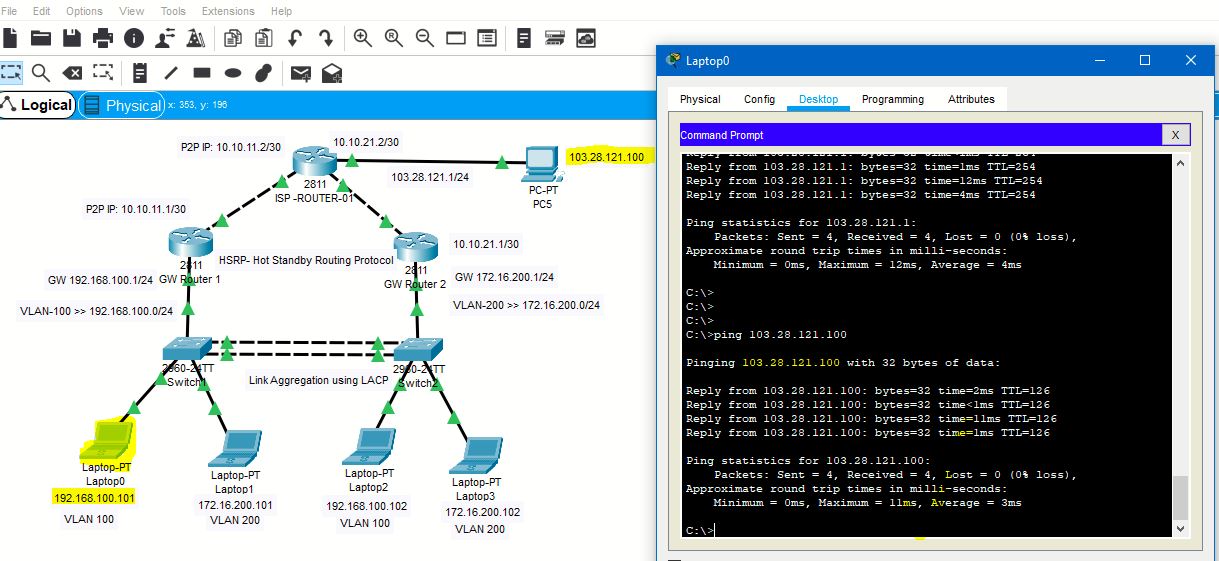 File Edit Options View Tools Extensions Help
Logical
Physical
x: 353, y: 196
P2P IP: 10.10.11.2/30
10.10.21.2/30
2811
ISP -ROUTER-01
103.28.121.1/24
103.28.121.100
PC-PT
PC5
P2P IP: 10.10.11.1/30
2811
GW Router 1
HSRP- Hot Standby Routing Protocol
10.10.21.1/30
2811
GW Router 2
GW 192.168.100.1/24
GW 172.16.200.1/24
VLAN-100 >> 192.168.100.0/24
VLAN-200 >> 172.16.200.0/24
2960-24TT
Switch1
Link Aggregation using LACP
2960-24TT
Switch2
Laptop-PT
Laptop0
192.168.100.101
VLAN 100
Laptop-PT
Laptop1
172.16.200.101
VLAN 200
Laptop-PT
Laptop2
192.168.100.102
VLAN 100
Laptop-PT
Laptop3
172.16.200.102
VLAN 200
Laptop0
Physical Config Desktop Programming Attributes
Command Prompt
X
Reply from 103.28.121.1: bytes=32 time=1ms TTL=254
Reply from 103.28.121.1: bytes=32 time=12ms TTL=254
Reply from 103.28.121.1: bytes=32 time=4ms TTL=254
Ping statistics for 103.28.121.1:
Packets: Sent = 4, Received = 4, Lost = 0 (0% loss),
Approximate round trip times in milli-seconds:
Minimum = 0ms, Maximum = 12ms, Average = 4ms
C:\>
C:\>
C:\>
C:\>ping 103.28.121.100
Pinging 103.28.121.100 with 32 bytes of data:
Reply from 103.28.121.100: bytes=32 time=2ms TTL=126
Reply from 103.28.121.100: bytes=32 time<1ms TTL=126
Reply from 103.28.121.100: bytes=32 time=11ms TTL=126
Reply from 103.28.121.100: bytes=32 time=1ms TTL=126
Ping statistics for 103.28.121.100:
Packets: Sent = 4, Received = 4, Lost = 0 (0% loss),
Approximate round trip times in milli-seconds:
Minimum = 0ms, Maximum = 11ms, Average = 3ms
C:\>